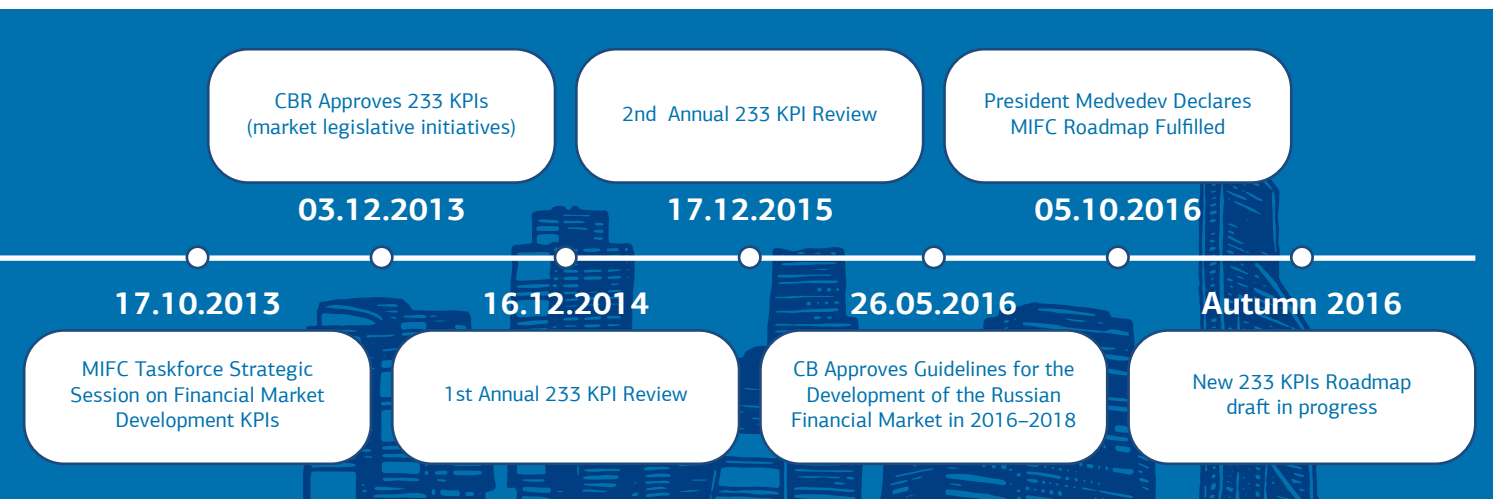 CBR Approves 233 KPIs
(market legislative initiatives)
2nd Annual 233 KPI Review
President Medvedev Declares
MIFC Roadmap Fulfilled
03.12.2013
17.12.2015
05.10.2016
17.10.2013
16.12.2014
26.05.2016
Autumn 2016
MIFC Taskforce Strategic
Session on Financial Market
Development KPIs
1st Annual 233 KPI Review
CB Approves Guidelines for the
Development of the Russian
Financial Market in 2016–2018
New 233 KPIs Roadmap
draft in progress